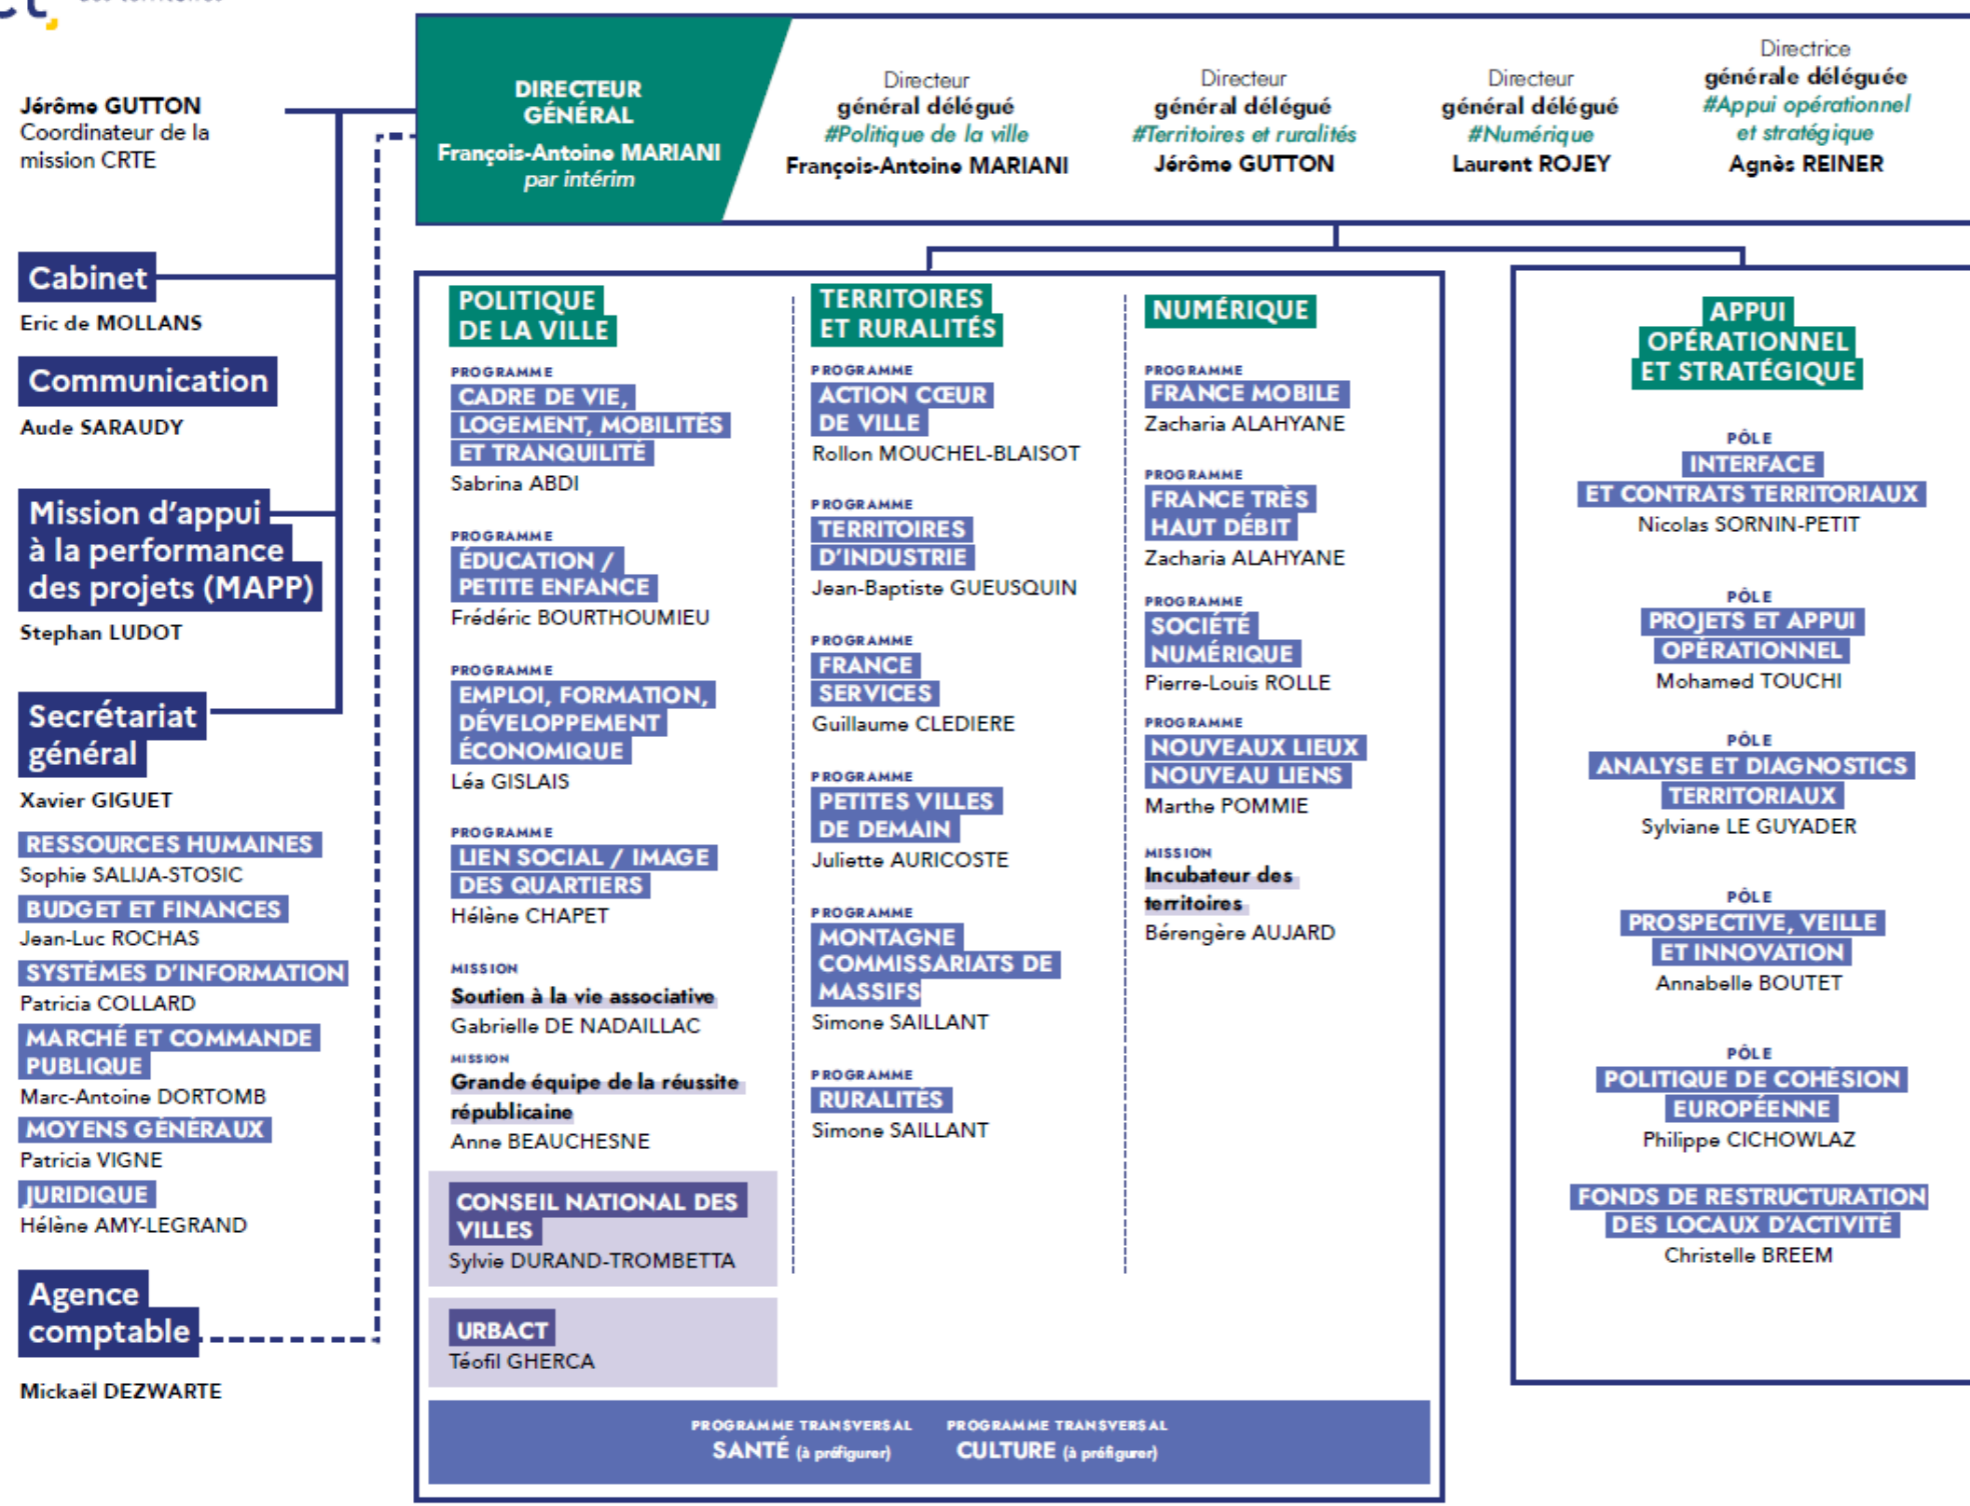 Jérôme GUTTON
Coordinateur de la
mission CRTE
DIRECTEUR
GÉNÉRAL
François-Antoine MARIANI
par intérim
Directeur
général délégué
#Politique de la ville
François-Antoine MARIANI
Directeur
général délégué
#Territoires et ruralités
Jérôme GUTTON
Directeur
général délégué
#Numérique
Laurent ROJEY
Directrice
générale déléguée
#Appui opérationnel
et stratégique
Agnès REINER
Cabinet
Eric de MOLLANS
Communication
Aude SARAUDY
Mission d'appui
à la performance
des projets (MAPP)
Stephan LUDOT
Secrétariat
général
Xavier GIGUET
RESSOURCES HUMAINES
Sophie SALIJA-STOSIC
BUDGET ET FINANCES
Jean-Luc ROCHAS
SYSTÈMES D'INFORMATION
Patricia COLLARD
MARCHÉ ET COMMANDE
PUBLIQUE
Marc-Antoine DORTOMB
MOYENS GÉNÉRAUX
Patricia VIGNE
JURIDIQUE
Hélène AMY-LEGRAND
Agence
comptable
Mickaël DEZWARTE
POLITIQUE
DE LA VILLE
PROGRAMME
CADRE DE VIE,
LOGEMENT, MOBILITÉS
ET TRANQUILITÉ
Sabrina ABDI
PROGRAMME
ÉDUCATION /
PETITE ENFANCE
Frédéric BOURTHOUMIEU
PROGRAMME
EMPLOI, FORMATION,
DÉVELOPPEMENT
ÉCONOMIQUE
Léa GISLAIS
PROGRAMME
LIEN SOCIAL / IMAGE
DES QUARTIERS
Hélène CHAPET
MISSION
Soutien à la vie associative
Gabrielle DE NADAILLAC
MISSION
Grande équipe de la réussite
républicaine
Anne BEAUCHESNE
CONSEIL NATIONAL DES
VILLES
Sylvie DURAND-TROMBETTA
URBACT
Téofil GHERCA
TERRITOIRES
ET RURALITÉS
PROGRAMME
ACTION CŒUR
DE VILLE
Rollon MOUCHEL-BLAISOT
PROGRAMME
TERRITOIRES
D'INDUSTRIE
Jean-Baptiste GUEUSQUIN
PROGRAMME
FRANCE
SERVICES
Guillaume CLEDIERE
PROGRAMME
PETITES VILLES
DE DEMAIN
Juliette AURICOSTE
PROGRAMME
MONTAGNE
COMMISSARIATS DE
MASSIFS
Simone SAILLANT
PROGRAMME
RURALITÉS
Simone SAILLANT
NUMÉRIQUE
PROGRAMME
FRANCE MOBILE
Zacharia ALAHYANE
PROGRAMME
FRANCE TRÈS
HAUT DÉBIT
Zacharia ALAHYANE
PROGRAMME
SOCIÉTÉ
NUMÉRIQUE
Pierre-Louis ROLLE
PROGRAMME
NOUVEAUX LIEUX
NOUVEAU LIENS
Marthe POMMIE
MISSION
Incubateur des
territoires
Bérengère AUJARD
PROGRAMME TRANSVERSAL
SANTÉ (à préfigurer)
PROGRAMME TRANSVERSAL
CULTURE (à préfigurer)
APPUI
OPÉRATIONNEL
ET STRATÉGIQUE
PÔLE
INTERFACE
ET CONTRATS TERRITORIAUX
Nicolas SORNIN-PETIT
PÔLE
PROJETS ET APPUI
OPÉRATIONNEL
Mohamed TOUCHI
PÔLE
ANALYSE ET DIAGNOSTICS
TERRITORIAUX
Sylviane LE GUYADER
PÔLE
PROSPECTIVE, VEILLE
ET INNOVATION
Annabelle BOUTET
PÔLE
POLITIQUE DE COHÉSION
EUROPÉENNE
Philippe CICHOWLAZ
FONDS DE RESTRUCTURATION
DES LOCAUX D'ACTIVITÉ
Christelle BREEM